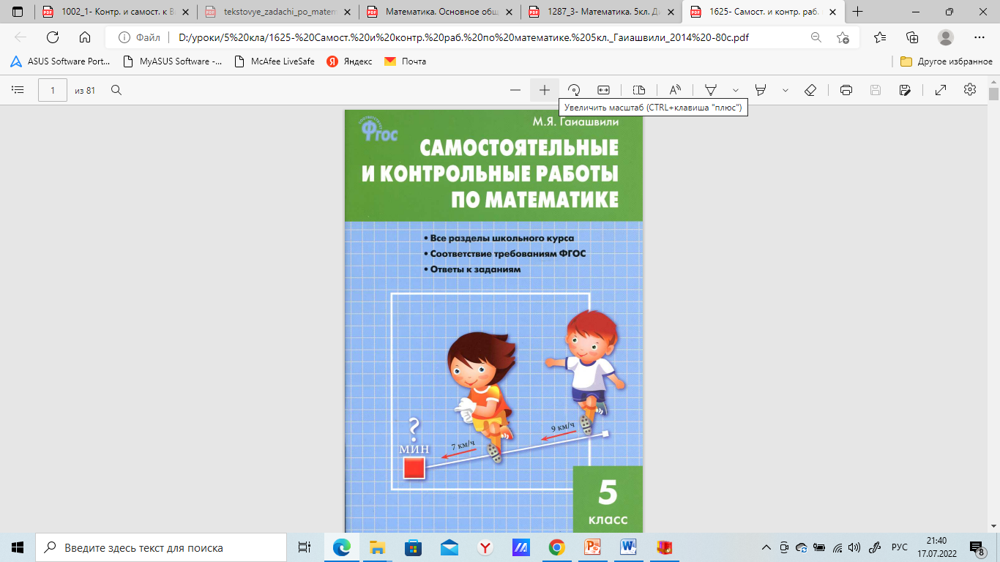 1002_1- Контр. и самост. к В
tekstovye_zadachi_po_matem
Математика. Основное общ
1287_3- Математика. 5кл. Ди
1625- Самост. и контр. раб.
Файл
D:/уроки/5%20кла/1625-%20Самост.%20и%20контр.%20раб.%20по%20математике.%205кл._Гаиашвили_2014%20-80с.pdf
ASUS Software Port...
MyASUS Software -...
McAfee LiveSafe
Яндекс
Почта
Другое избранное
1
из 81
Увеличить масштаб (CTRL+клавиша "плюс")
СООТВЕТСТВУЕТ
ФГОС
М.Я. Гаиашвили
САМОСТОЯТЕЛЬНЫЕ
И КОНТРОЛЬНЫЕ РАБОТЫ
ПО МАТЕМАТИКЕ
• Все разделы школьного курса
• Соответствие требованиям ФГОС
• Ответы к заданиям
9 км/ч
7 км/ч
?
МИН
5
класс
Введите здесь текст для поиска
РУС
21:40
17.07.2022
8